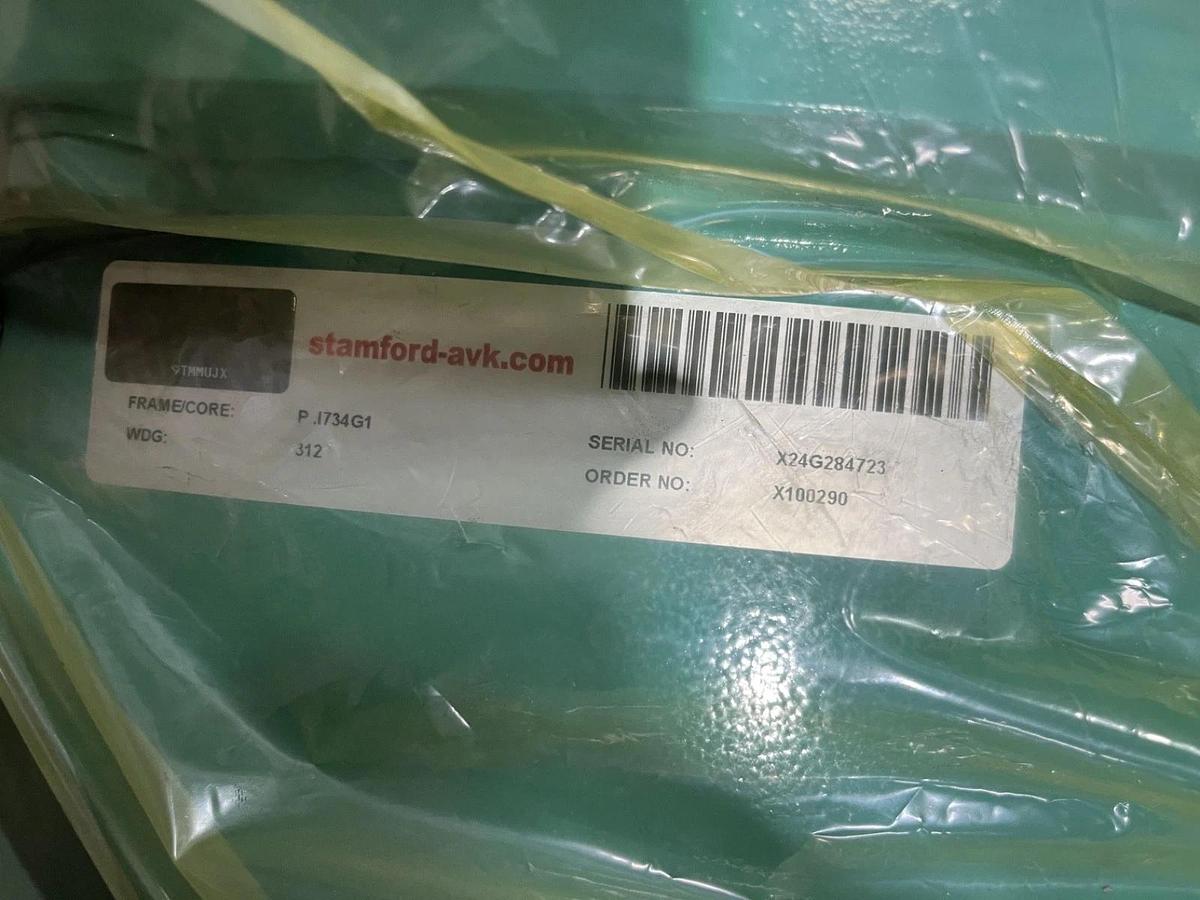 stamford-avk.com
FRAME/CORE: P .I734G1
WDG: 312
SERIAL NO: X24G284723
ORDER NO: X100290